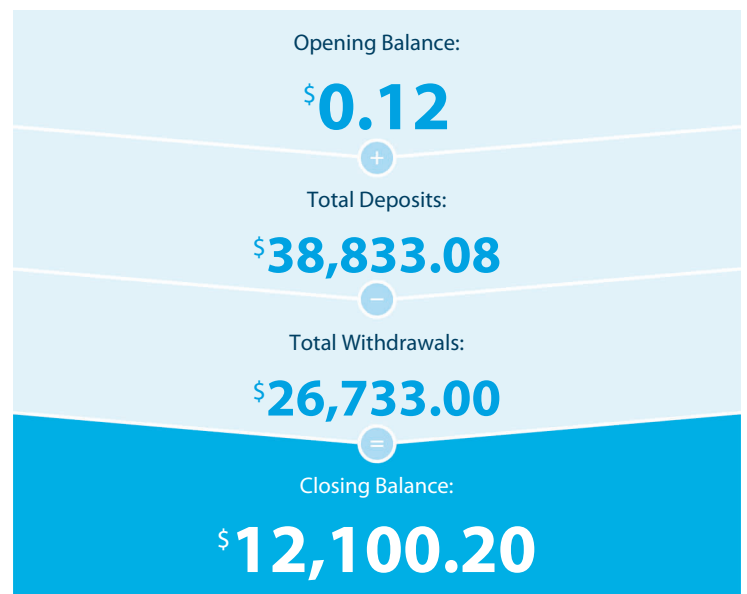 Opening Balance:
$0.12
+
Total Deposits:
$38,833.08
−
Total Withdrawals:
$26,733.00
=
Closing Balance:
$12,100.20